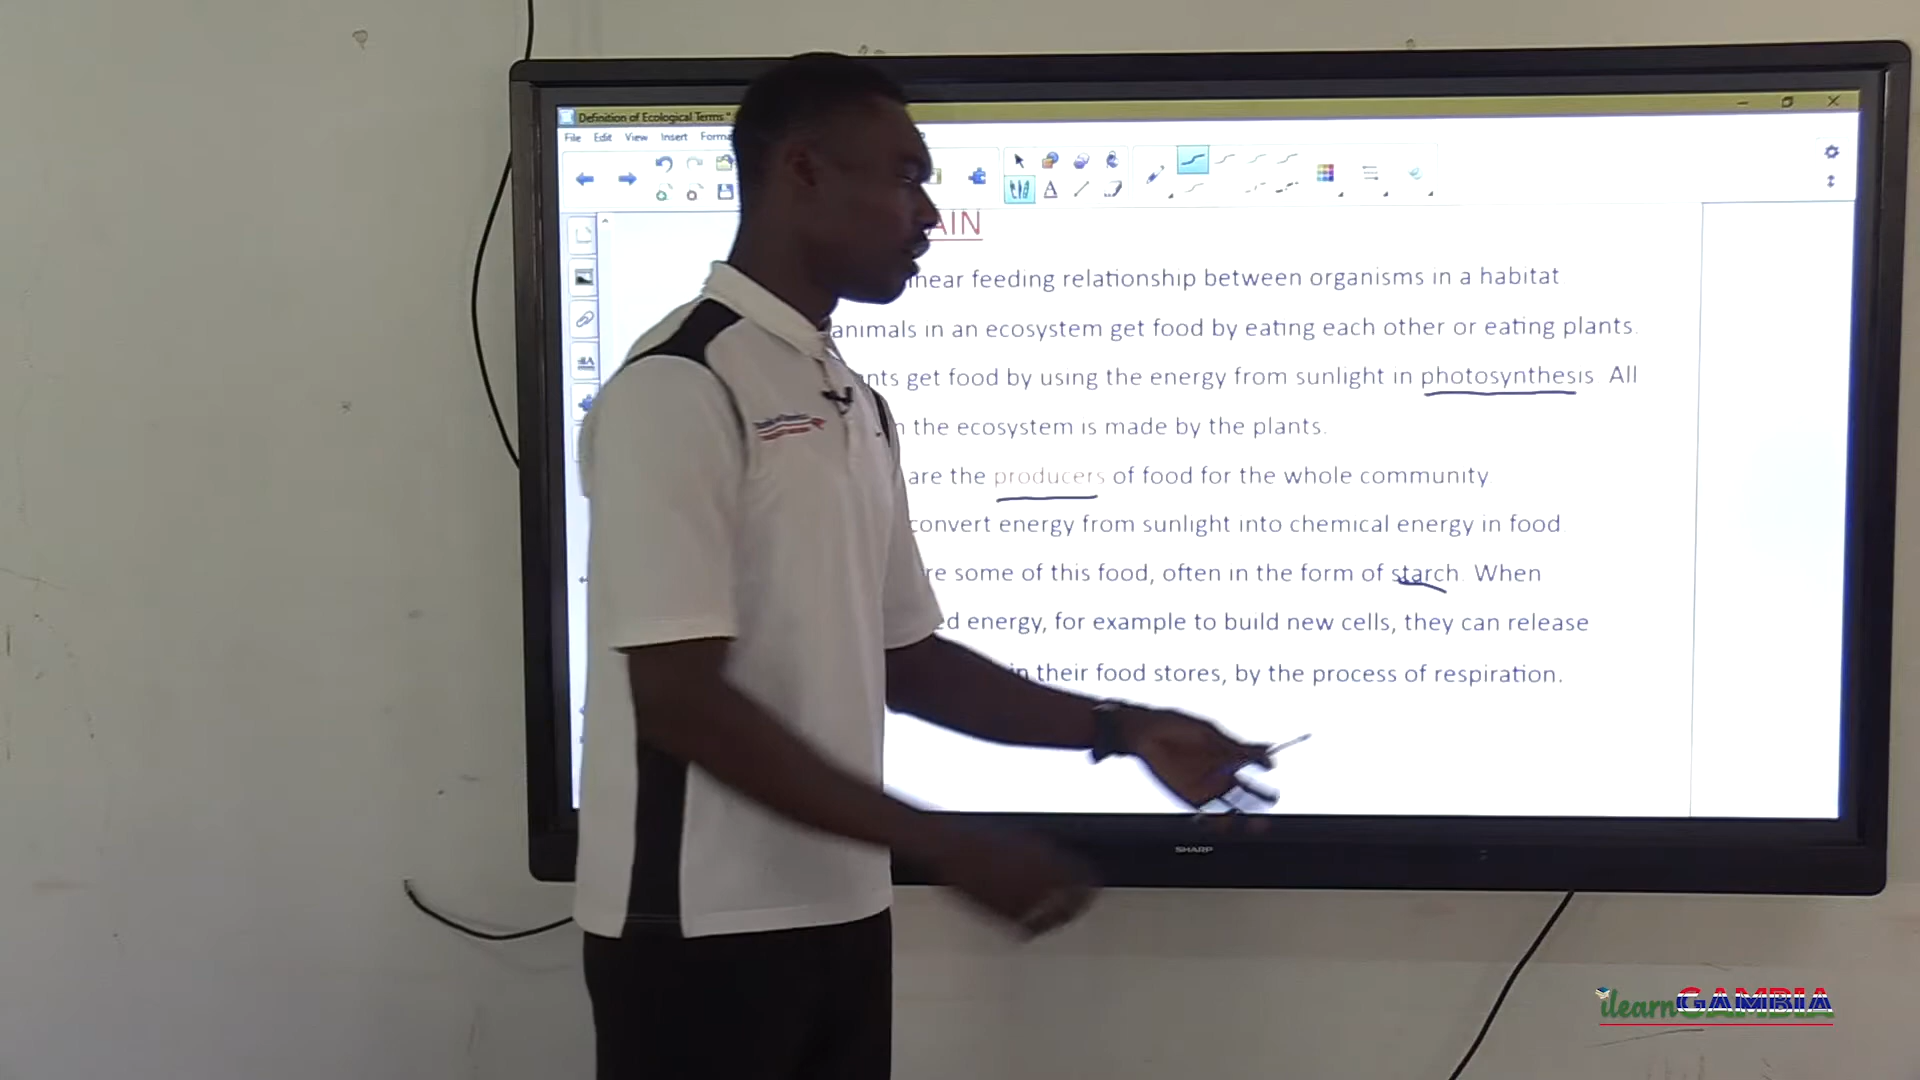 Definition of Ecological Terms *
File Edit View Insert
AIN
linear feeding relationship between organisms in a habitat
animals in an ecosystem get food by eating each other or eating plants.
get food by using the energy from sunlight in photosynthesis All
the ecosystem is made by the plants.
are the producers of food for the whole community
convert energy from sunlight into chemical energy in food
some of this food, often in the form of starch. When
energy, for example to build new cells, they can release
in their food stores, by the process of respiration.
SHARP
ilearnGAMBIA